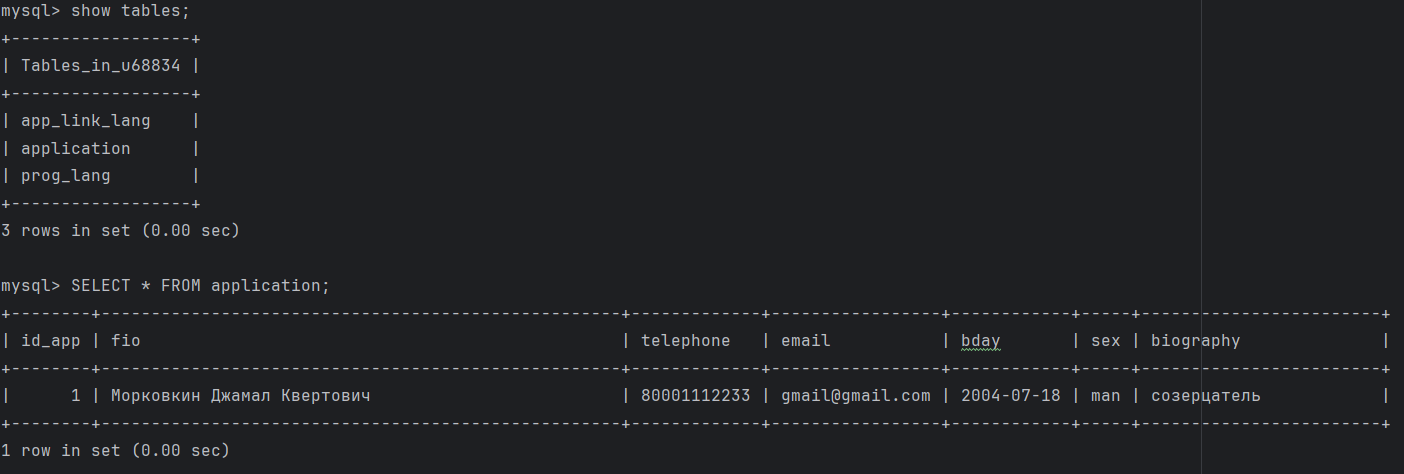 mysql> show tables;
+------------------+
| Tables_in_u68834 |
+------------------+
| app_link_lang    |
| application      |
| prog_lang        |
+------------------+
3 rows in set (0.00 sec)
mysql> SELECT * FROM application;
+--------+----------------------------------------------------+-------------+-----------------+------------+-----+------------------------+
| id_app | fio                                                | telephone   | email           | bday       | sex | biography              |
+--------+----------------------------------------------------+-------------+-----------------+------------+-----+------------------------+
|      1 | Морковкин Джамал Квертович                         | 80001112233 | gmail@gmail.com | 2004-07-18 | man | созерцатель            |
+--------+----------------------------------------------------+-------------+-----------------+------------+-----+------------------------+
1 row in set (0.00 sec)